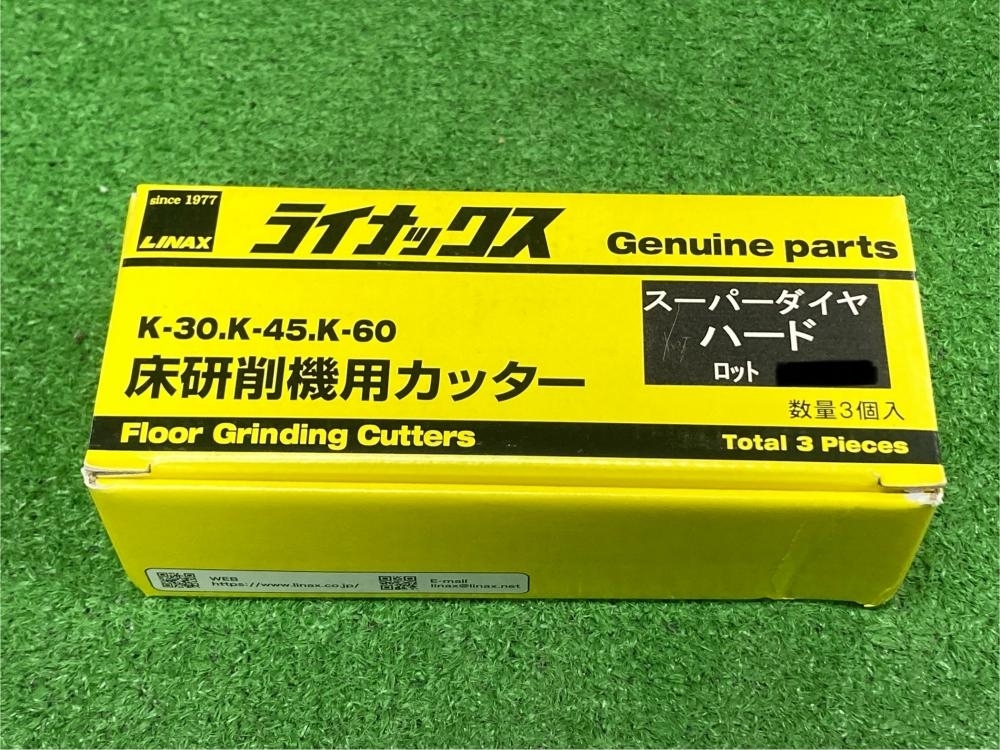 since 1977
LINAX
ライナックス
Genuine parts
K-30.K-45.K-60
床研削機用カッター
スーパーダイヤ
ハード
ロット
数量3個入
Floor Grinding Cutters
Total 3 Pieces
WEB
https://www.linax.co.jp/
E-mail
linax@linax.net